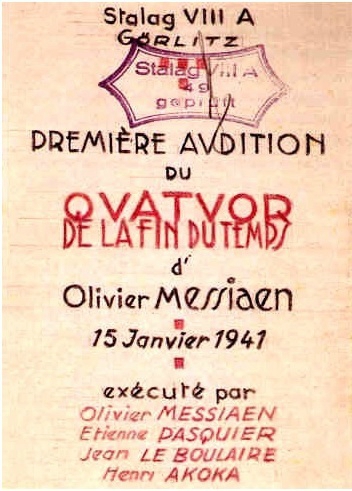 Stalag VIII A
GÖRLITZ
Stalag VIII A
49
geprüft
PREMIÈRE AVDITION
DU
QVATVOR
DE LA FIN DU TEMPS
d'
Olivier Messiaen
15 Janvier 1941
exécuté par
Olivier MESSIAEN
Etienne PASQUIER
Jean LE BOULAIRE
Henri AKOKA